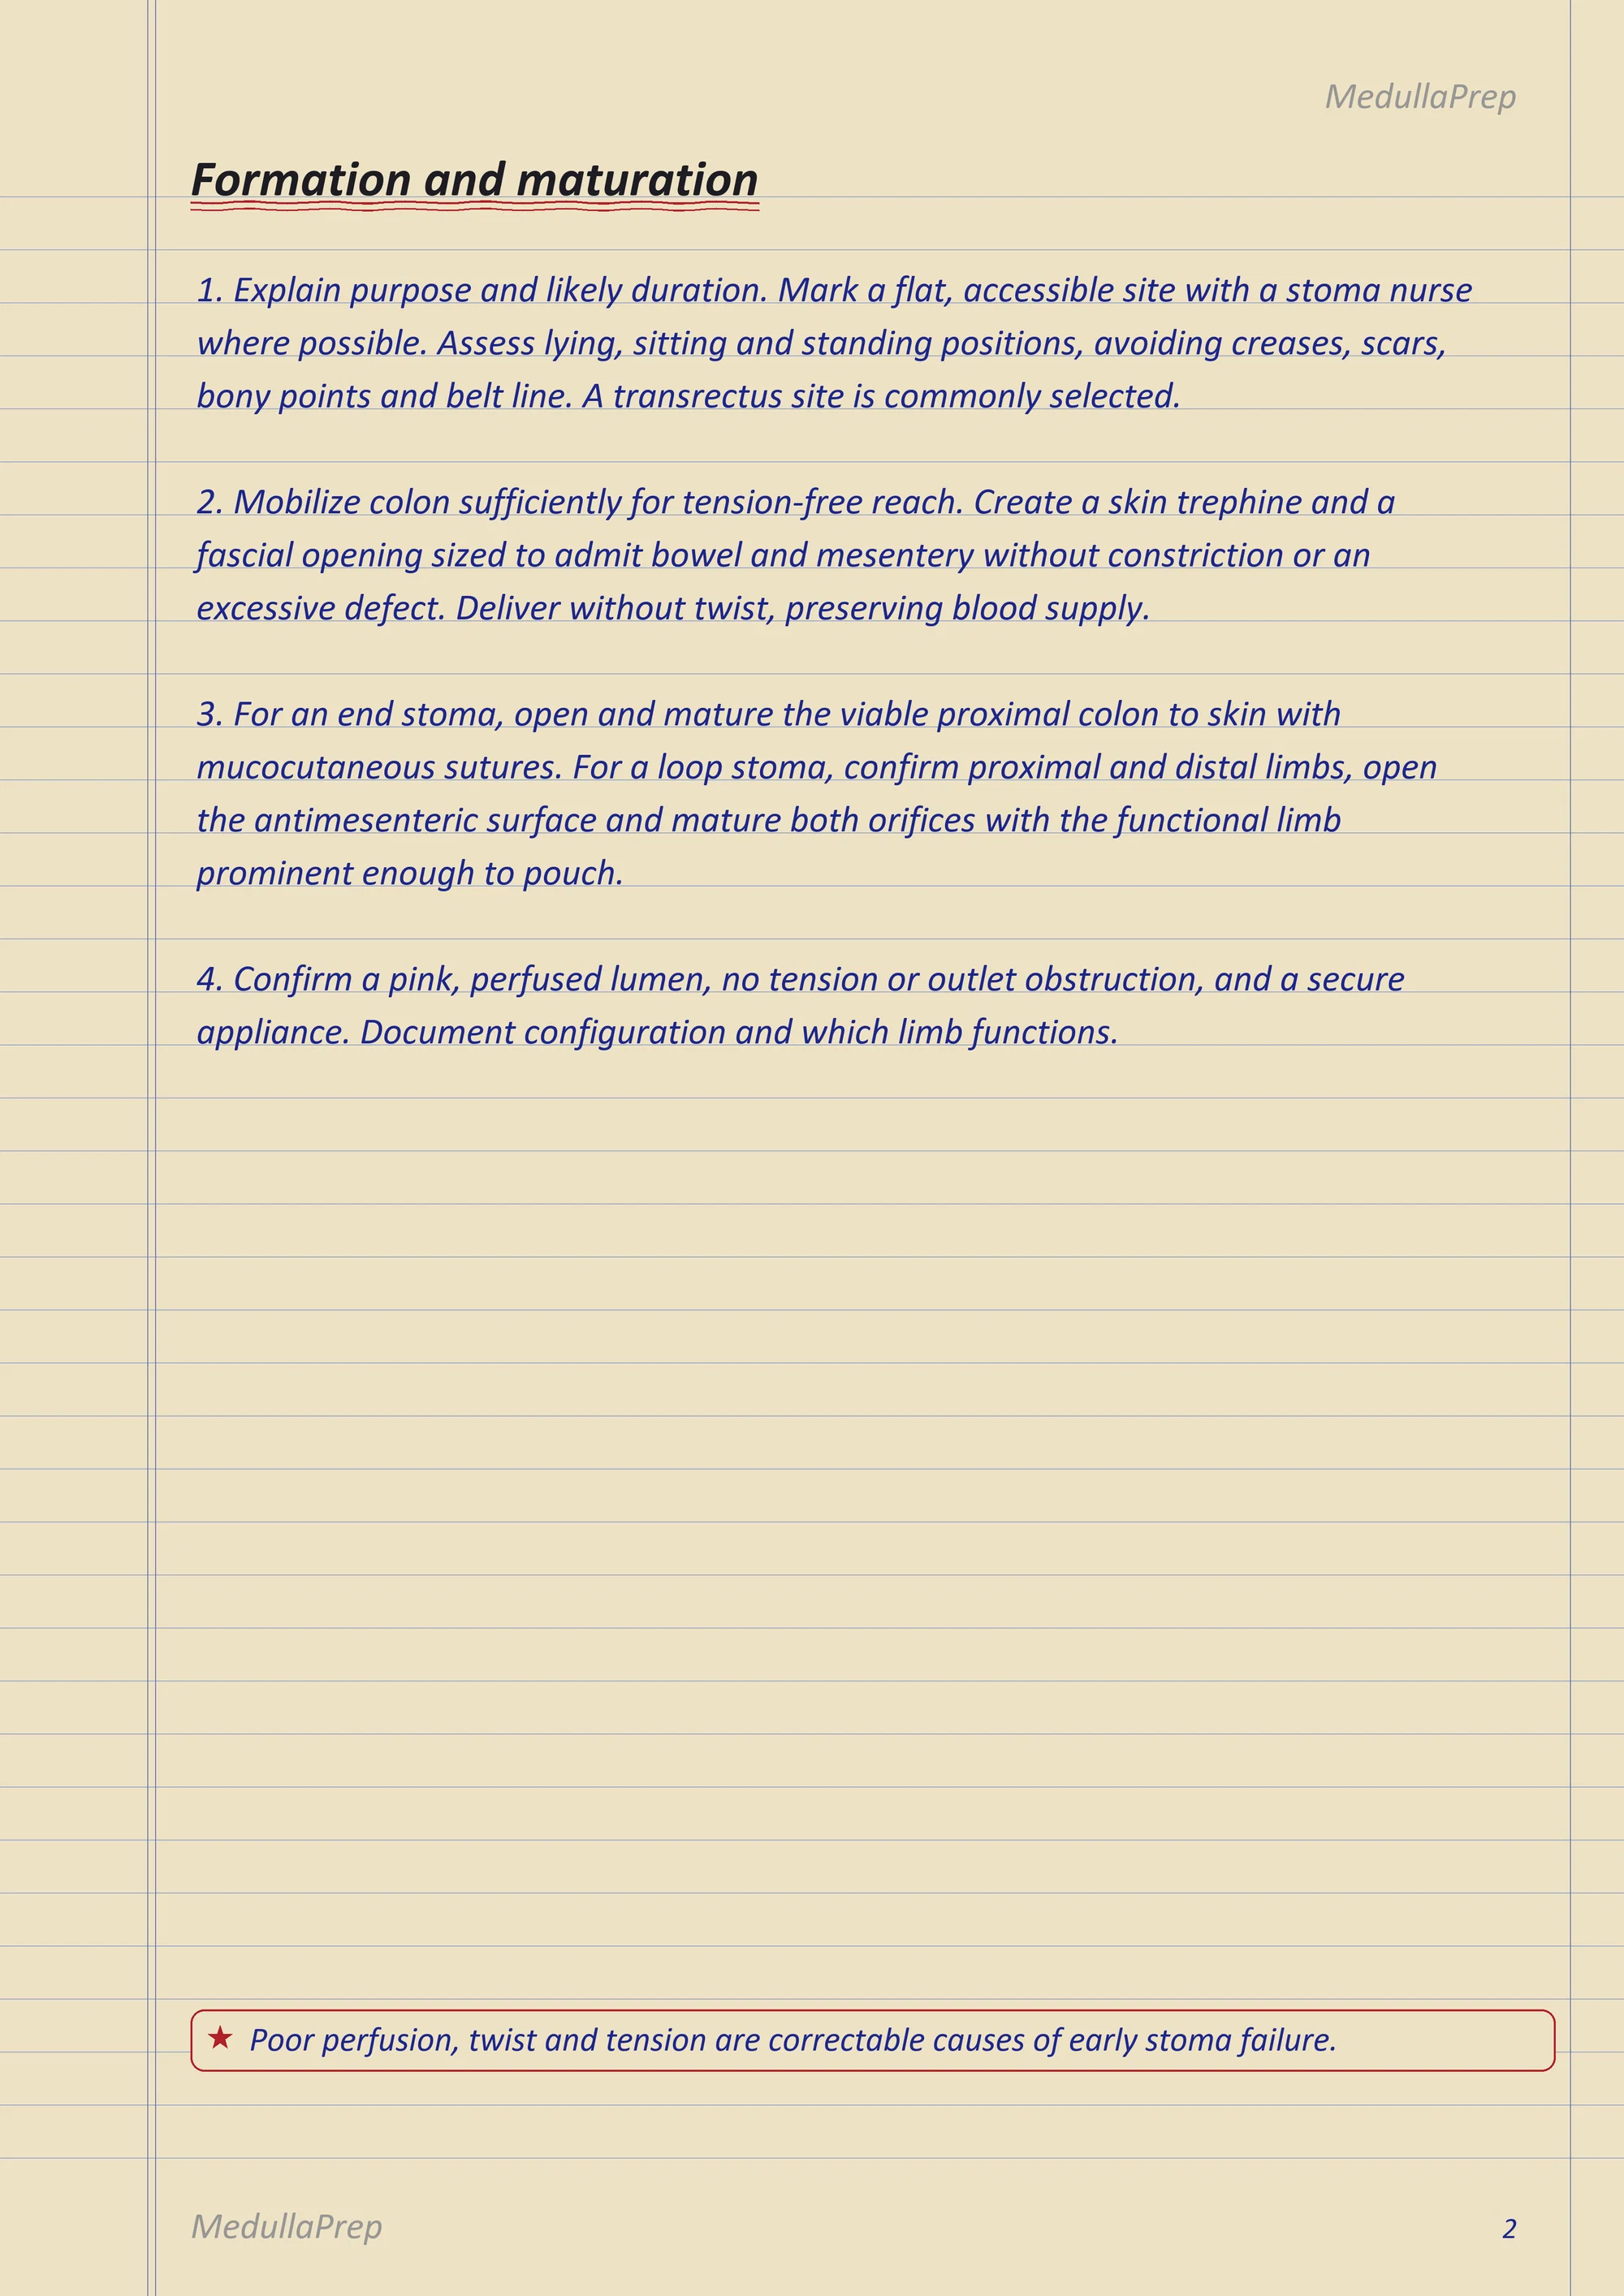 MedullaPrep
Formation and maturation
1. Explain purpose and likely duration. Mark a flat, accessible site with a stoma nurse
where possible. Assess lying, sitting and standing positions, avoiding creases, scars,
bony points and belt line. A transrectus site is commonly selected.
2. Mobilize colon sufficiently for tension-free reach. Create a skin trephine and a
fascial opening sized to admit bowel and mesentery without constriction or an
excessive defect. Deliver without twist, preserving blood supply.
3. For an end stoma, open and mature the viable proximal colon to skin with
mucocutaneous sutures. For a loop stoma, confirm proximal and distal limbs, open
the antimesenteric surface and mature both orifices with the functional limb
prominent enough to pouch.
4. Confirm a pink, perfused lumen, no tension or outlet obstruction, and a secure
appliance. Document configuration and which limb functions.
★ Poor perfusion, twist and tension are correctable causes of early stoma failure.
MedullaPrep
2